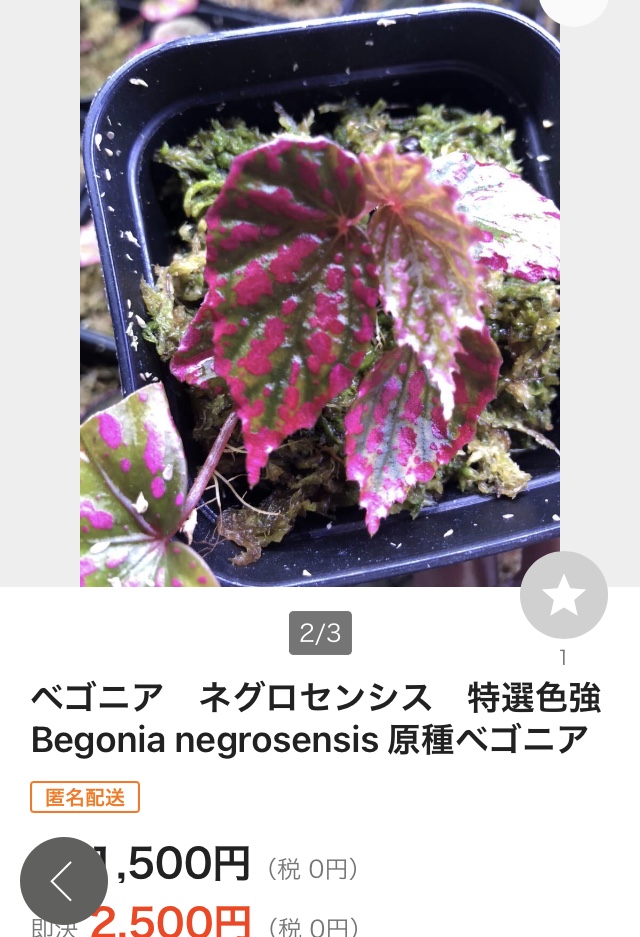 2/3
1
ベゴニア　ネグロセンシス　特選色強
Begonia negrosensis 原種ベゴニア
匿名配送
1,500円（税 0円）
即決 2,500円（税 0円）